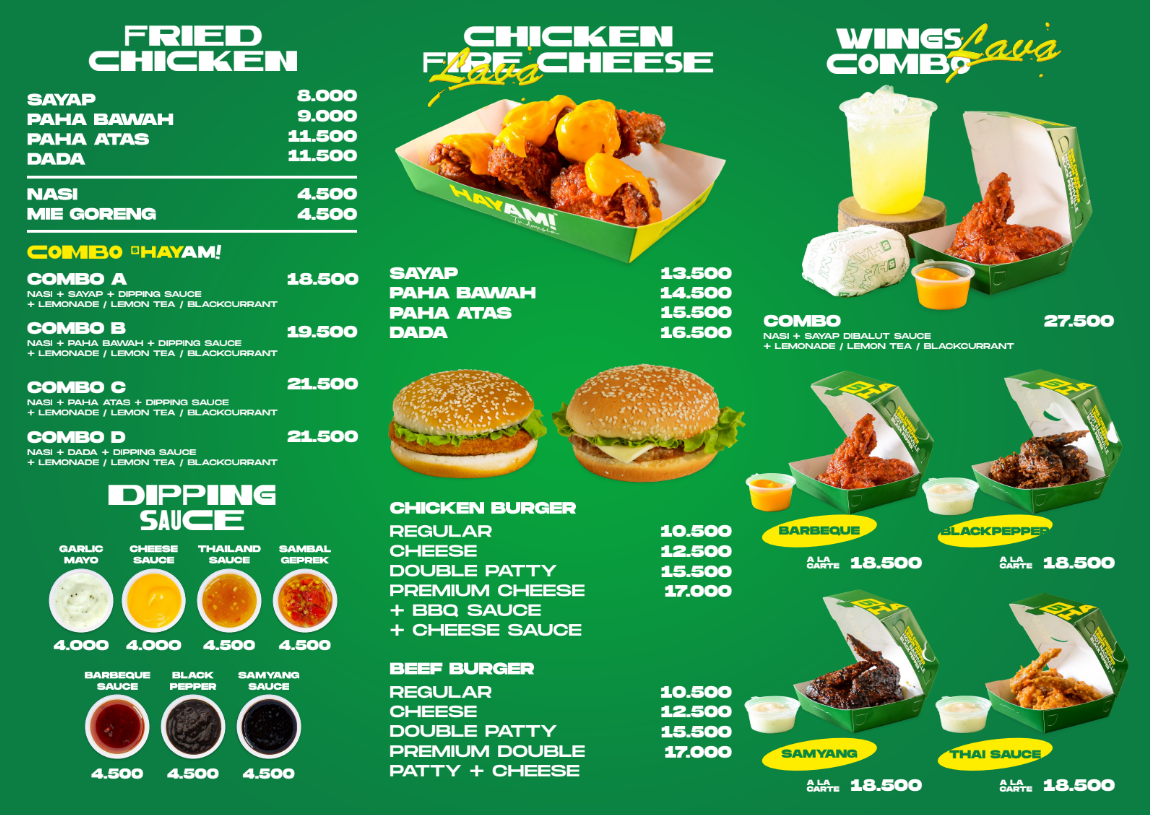 FRIED
CHICKEN
SAYAP 8.000
PAHA BAWAH 9.000
PAHA ATAS 11.500
DADA 11.500
NASI 4.500
MIE GORENG 4.500
COMBO HAYAM!
COMBO A 18.500
NASI + SAYAP + DIPPING SAUCE
+ LEMONADE / LEMON TEA / BLACKCURRANT
COMBO B 19.500
NASI + PAHA BAWAH + DIPPING SAUCE
+ LEMONADE / LEMON TEA / BLACKCURRANT
COMBO C 21.500
NASI + PAHA ATAS + DIPPING SAUCE
+ LEMONADE / LEMON TEA / BLACKCURRANT
COMBO D 21.500
NASI + DADA + DIPPING SAUCE
+ LEMONADE / LEMON TEA / BLACKCURRANT
DIPPING
SAUCE
GARLIC MAYO
CHEESE SAUCE
THAILAND SAUCE
SAMBAL GEPREK
4.000 4.000 4.500 4.500
BARBEQUE SAUCE
BLACK PEPPER
SAMYANG SAUCE
4.500 4.500 4.500
CHICKEN
FIRE CHEESE
Lava
HAYAM!
Indonesia
SAYAP 13.500
PAHA BAWAH 14.500
PAHA ATAS 15.500
DADA 16.500
CHICKEN BURGER
REGULAR 10.500
CHEESE 12.500
DOUBLE PATTY 15.500
PREMIUM CHEESE 17.000
+ BBQ SAUCE
+ CHEESE SAUCE
BEEF BURGER
REGULAR 10.500
CHEESE 12.500
DOUBLE PATTY 15.500
PREMIUM DOUBLE 17.000
PATTY + CHEESE
WINGS
COMBO
Lava
COMBO 27.500
NASI + SAYAP DIBALUT SAUCE
+ LEMONADE / LEMON TEA / BLACKCURRANT
BARBEQUE
BLACKPEPPER
A LA CARTE 18.500
A LA CARTE 18.500
SAMYANG
THAI SAUCE
A LA CARTE 18.500
A LA CARTE 18.500